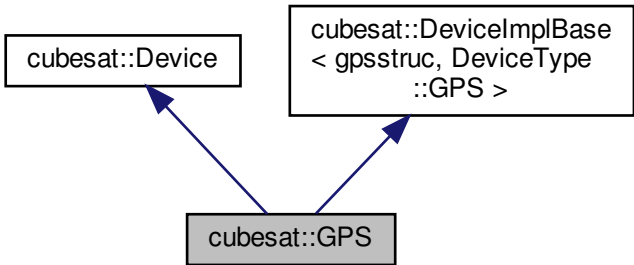 cubesat::Device
cubesat::DeviceImplBase
< gpsstruc, DeviceType
::GPS >
cubesat::GPS